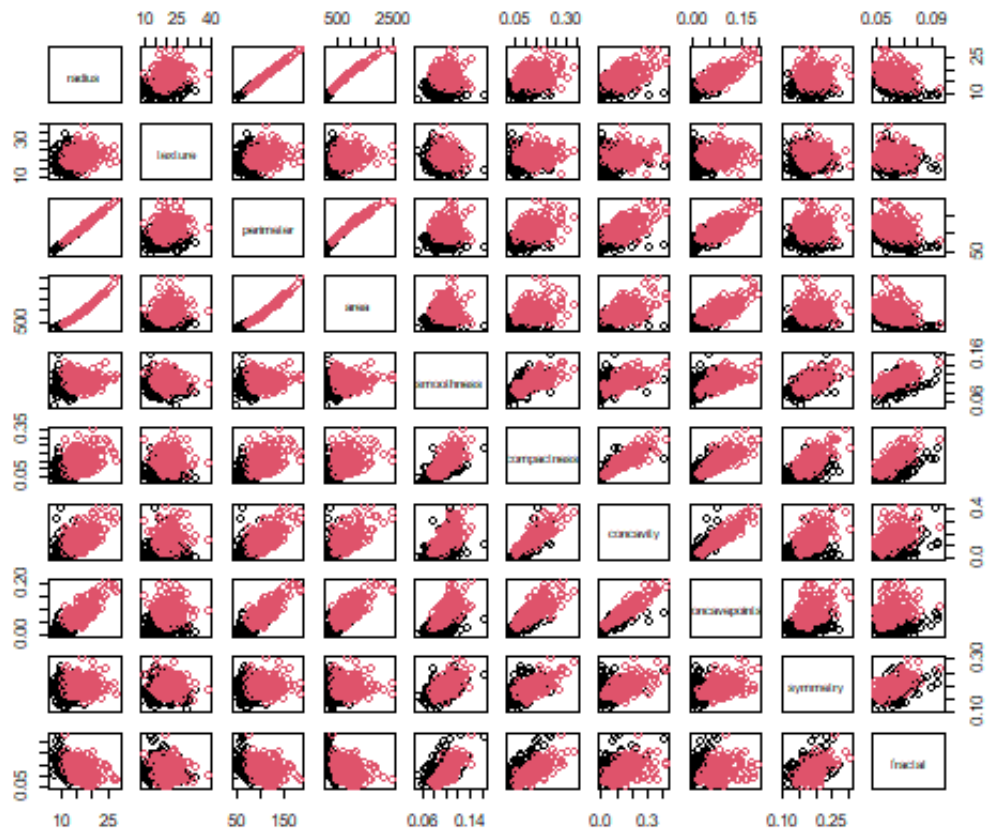 10 25 40 500 2500 0.05 0.30 0.00 0.15 0.05 0.09
radius 10 25
10 30 texture
perimeter 50
500 area
smoothness 0.06 0.16
0.05 0.35 compactness
concavity 0.0 0.4
0.00 0.20 oncavepoints
symmetry 0.10 0.30
0.05 fractal
10 25 50 150 0.06 0.14 0.0 0.3 0.10 0.25